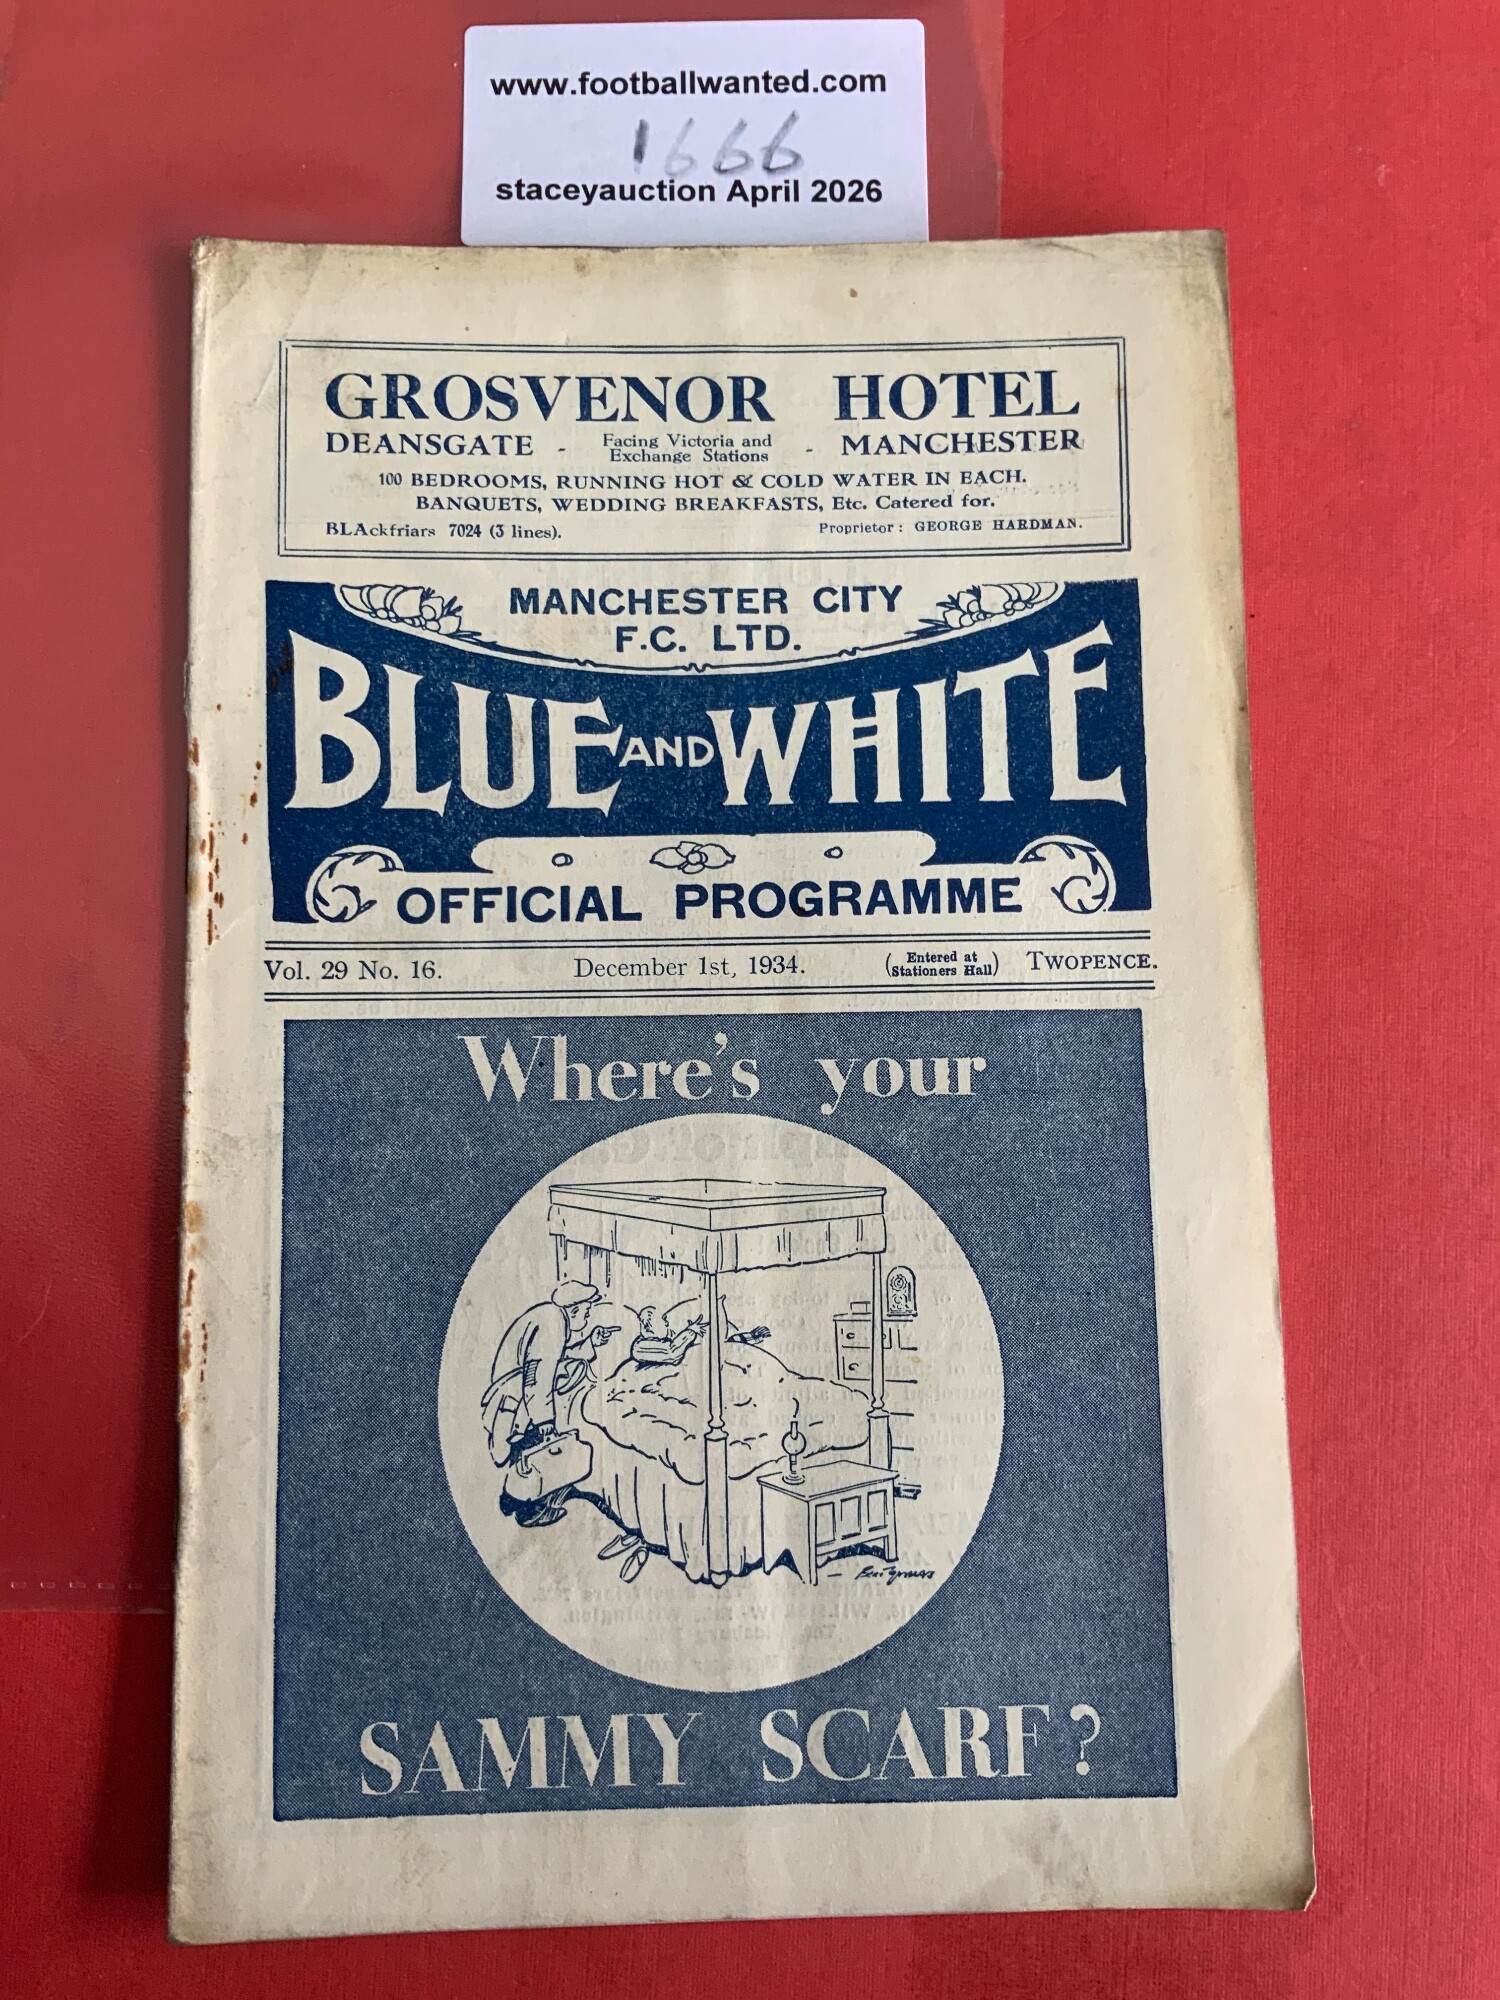 www.footballwanted.com
1666
staceyauction April 2026
GROSVENOR HOTEL
DEANSGATE - Facing Victoria and Exchange Stations - MANCHESTER
100 BEDROOMS, RUNNING HOT & COLD WATER IN EACH.
BANQUETS, WEDDING BREAKFASTS, Etc. Catered for.
BLAckfriars 7024 (3 lines). Proprietor: GEORGE HARDMAN.
MANCHESTER CITY
F.C. LTD.
BLUE AND WHITE
OFFICIAL PROGRAMME
Vol. 29 No. 16. December 1st, 1934. (Entered at Stationers Hall) TWOPENCE.
Where's your
SAMMY SCARF?